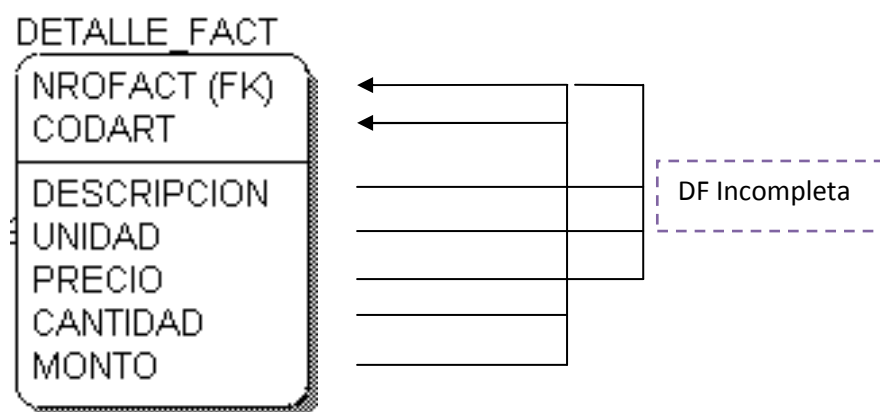 DETALLE_FACT
NROFACT (FK)
CODART
DESCRIPCION
UNIDAD
PRECIO
CANTIDAD
MONTO
DF Incompleta